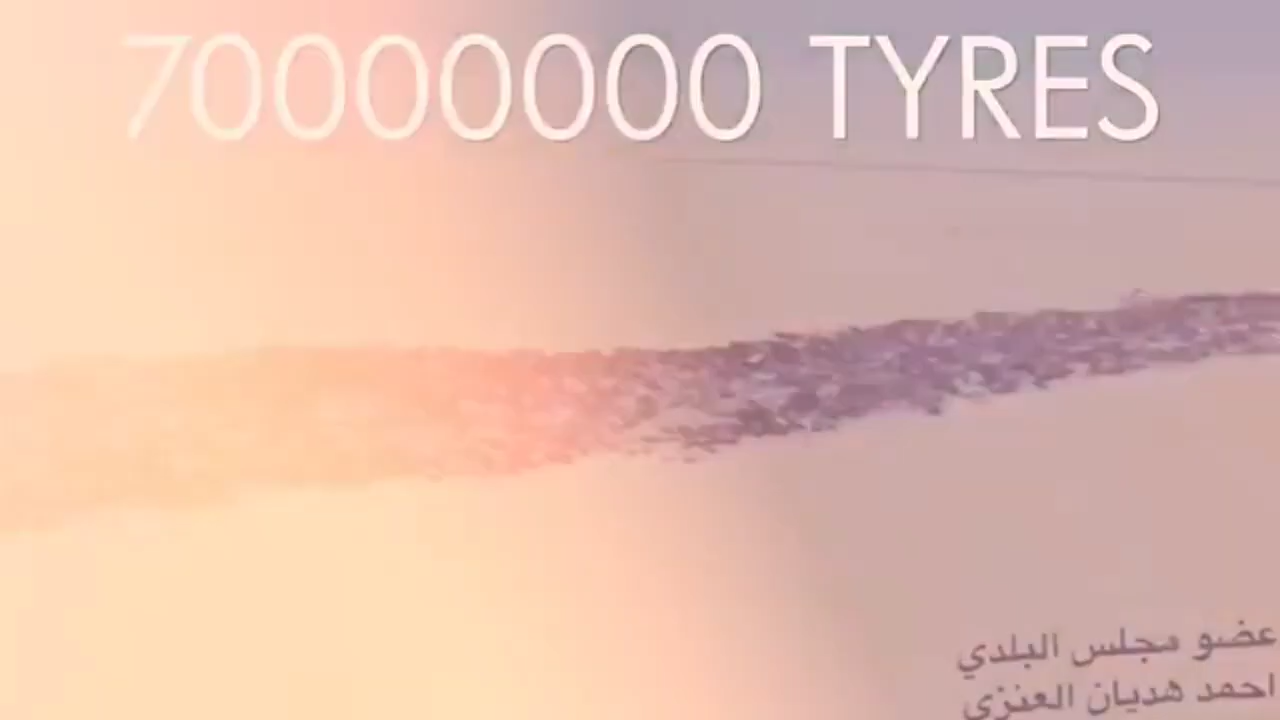 70000000 TYRES
عضو مجلس البلدي
احمد هديان العنزي